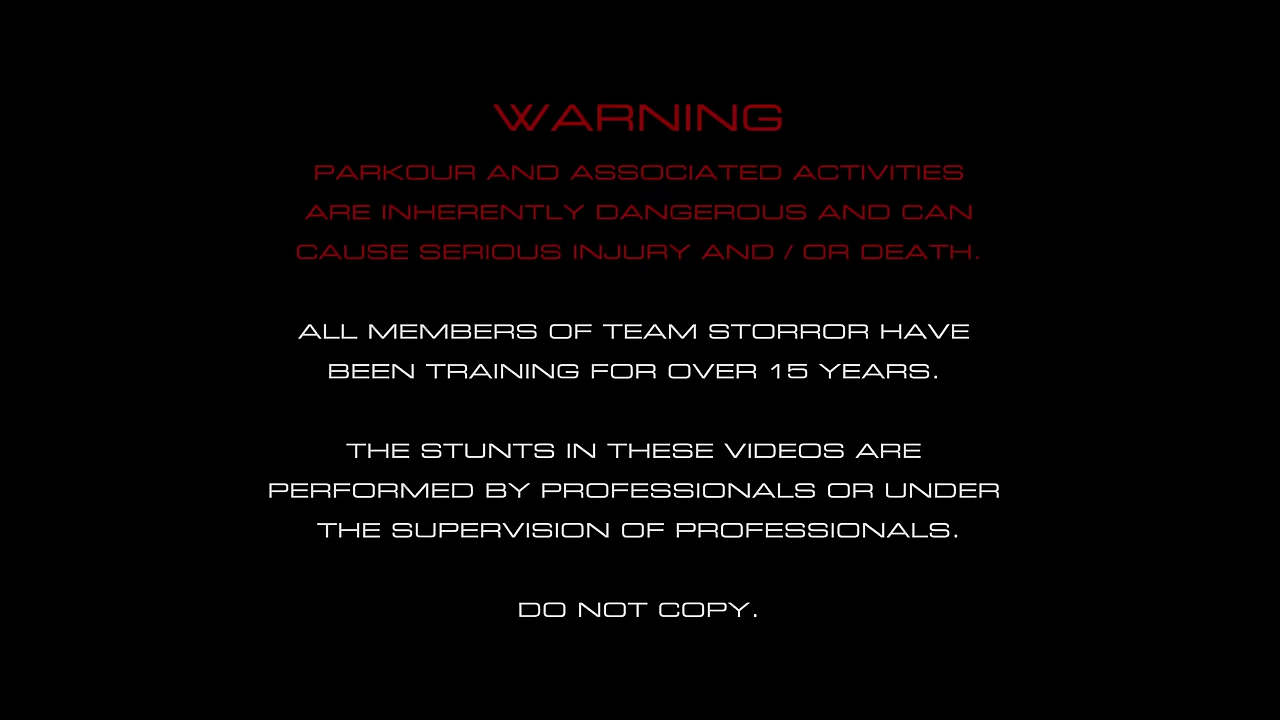 WARNING
PARKOUR AND ASSOCIATED ACTIVITIES
ARE INHERENTLY DANGEROUS AND CAN
CAUSE SERIOUS INJURY AND / OR DEATH.
ALL MEMBERS OF TEAM STORROR HAVE
BEEN TRAINING FOR OVER 15 YEARS.
THE STUNTS IN THESE VIDEOS ARE
PERFORMED BY PROFESSIONALS OR UNDER
THE SUPERVISION OF PROFESSIONALS.
DO NOT COPY.